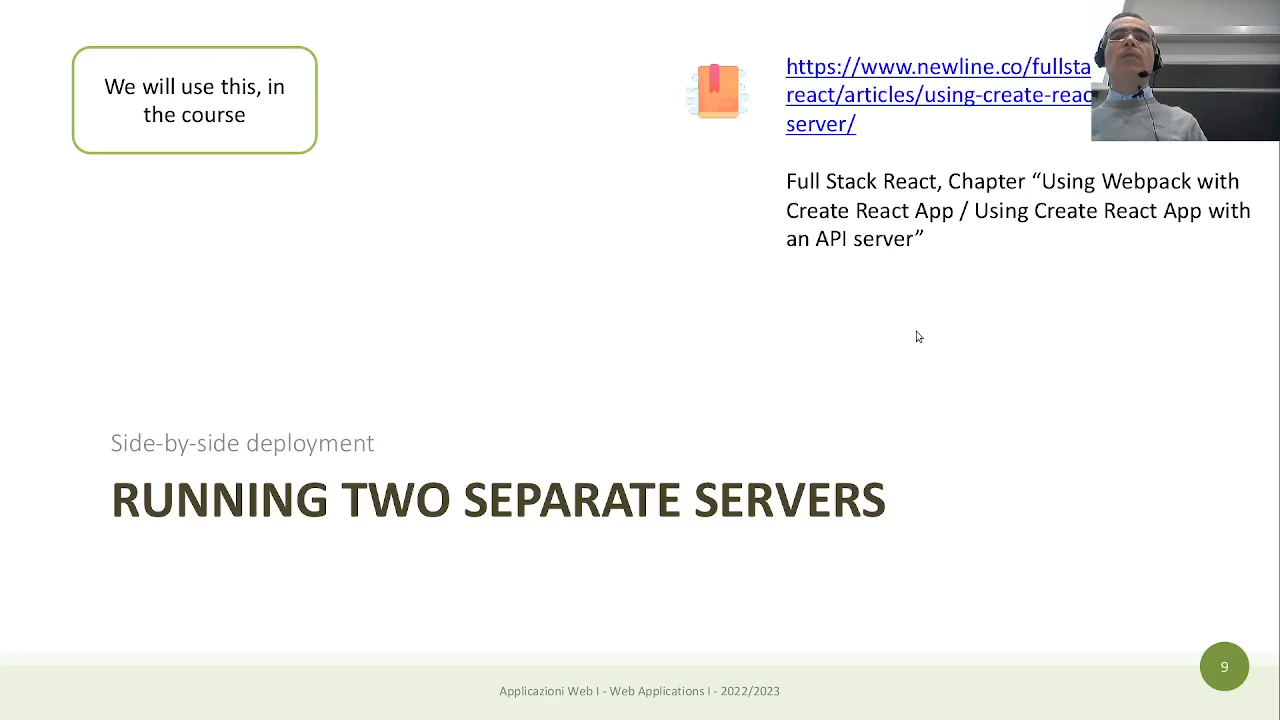 We will use this, in
the course
https://www.newline.co/fullsta
react/articles/using-create-reac
server/
Full Stack React, Chapter “Using Webpack with
Create React App / Using Create React App with
an API server”
Side-by-side deployment
RUNNING TWO SEPARATE SERVERS
9
Applicazioni Web I - Web Applications I - 2022/2023